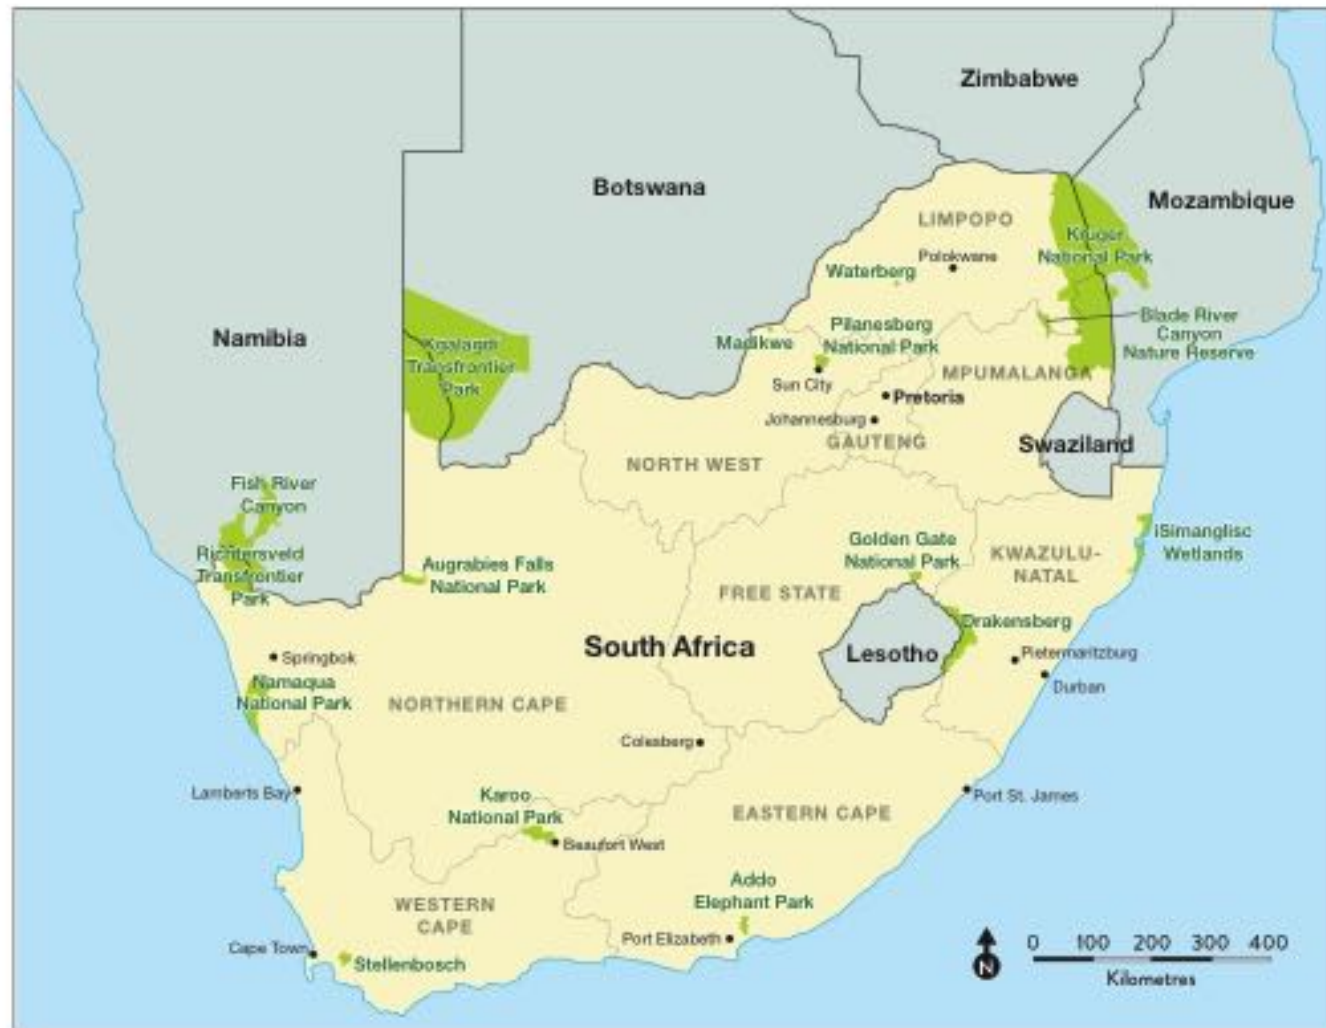 Zimbabwe
Botswana
Mozambique
LIMPOPO
Kruger
National Park
Polokwane
Waterberg
Namibia
Pilanesberg
National Park
Madikwe
Blade River
Canyon
Nature Reserve
Kgalagdi
Transfrontier
Park
Sun City
MPUMALANGA
Pretoria
Johannesburg
GAUTENG
Swaziland
NORTH WEST
Fish River
Canyon
iSimanglisc
Wetlands
Golden Gate
National Park
KWAZULU-
NATAL
Richtersveld
Transfrontier
Park
Augrabies Falls
National Park
FREE STATE
Drakensberg
South Africa
Lesotho
Pietermaritzburg
Durban
Springbok
Namaqua
National Park
NORTHERN CAPE
Colesberg
Lamberts Bay
Karoo
National Park
Port St. James
EASTERN CAPE
Beaufort West
Addo
Elephant Park
WESTERN
CAPE
Port Elizabeth
Cape Town
Stellenbosch
N
0 100 200 300 400
Kilometres